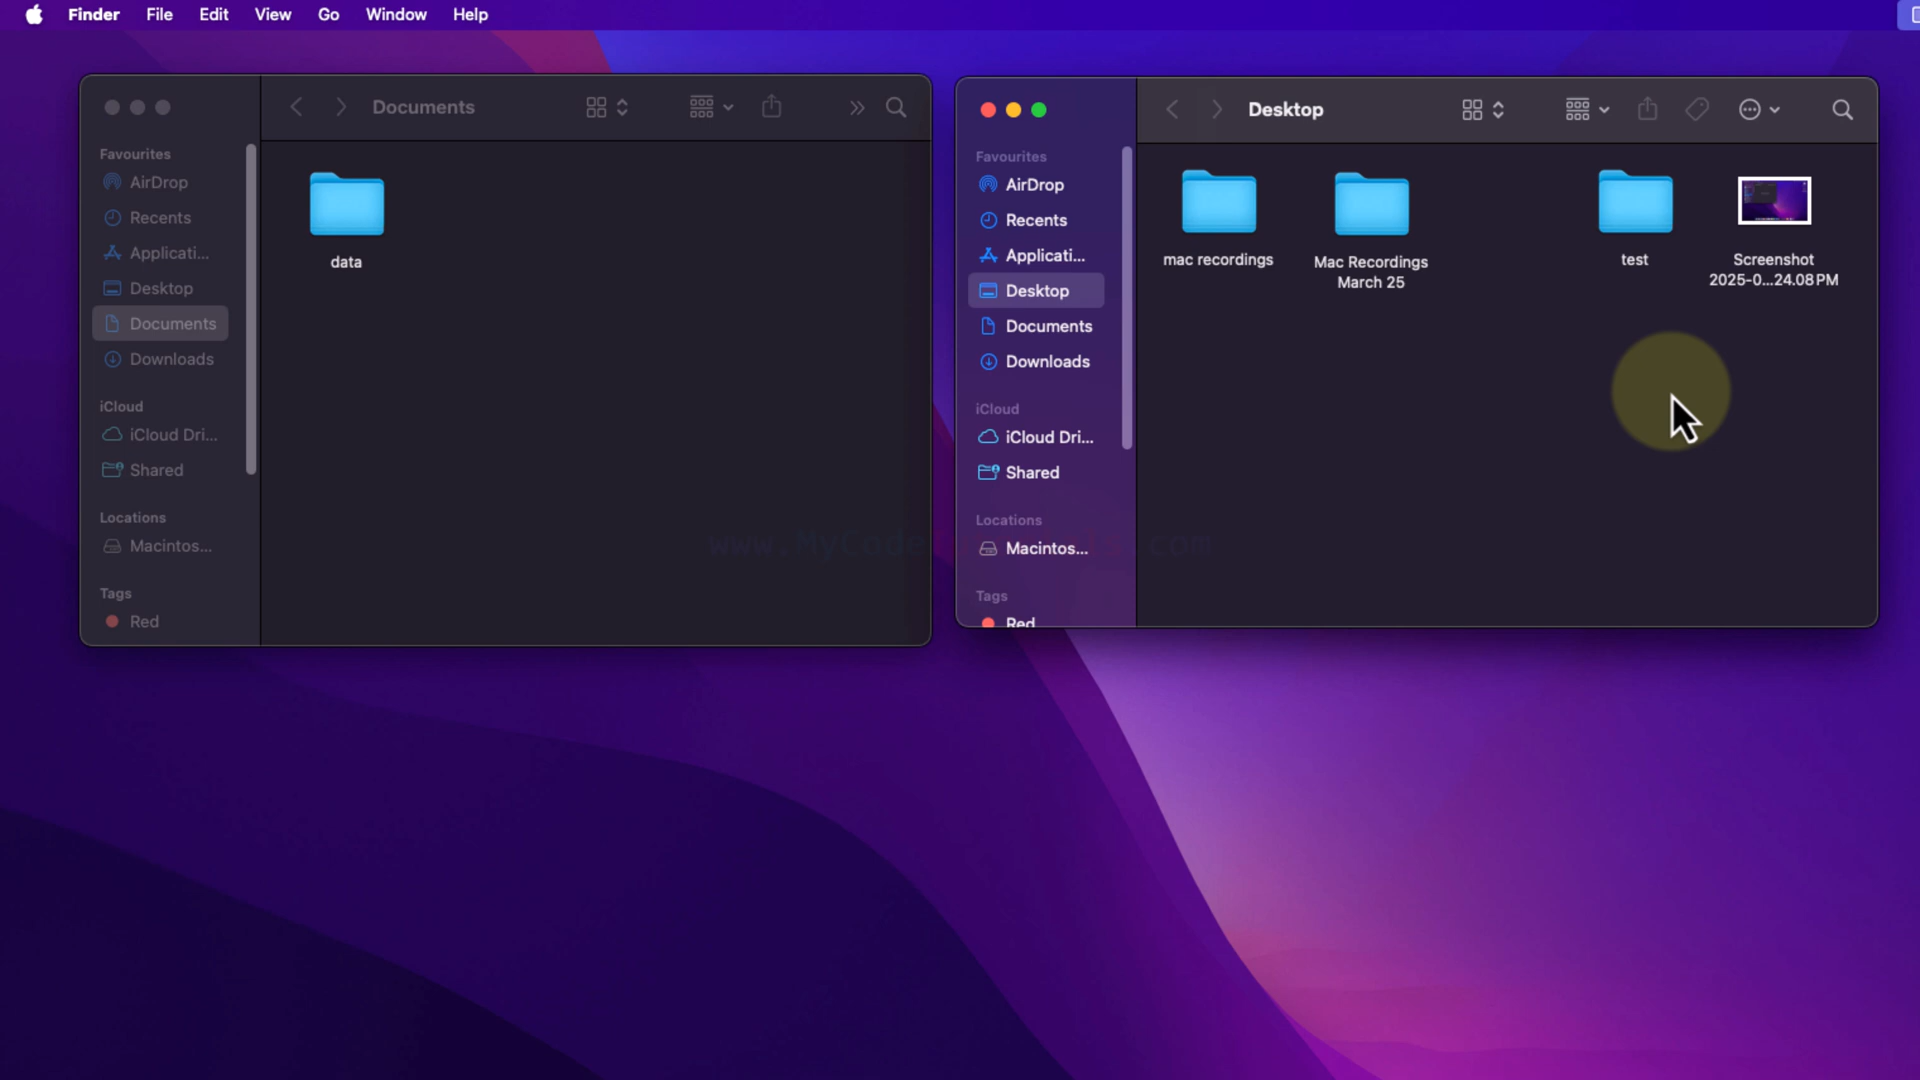 Finder File Edit View Go Window Help
Documents
Favourites
AirDrop
Recents
Applicati...
Desktop
Documents
Downloads
iCloud
iCloud Dri...
Shared
Locations
Macintos...
Tags
Red
data
Desktop
Favourites
AirDrop
Recents
Applicati...
Desktop
Documents
Downloads
iCloud
iCloud Dri...
Shared
Locations
Macintos...
Tags
Red
mac recordings
Mac Recordings
March 25
test
Screenshot
2025-0...24.08 PM